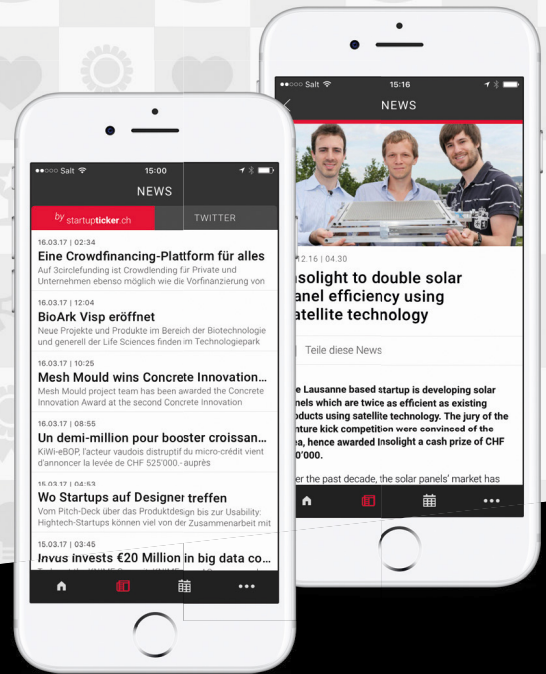 Salt 15:00
NEWS
by startupticker.ch TWITTER
16.03.17 | 02:34
Eine Crowdfinancing-Plattform für alles
Auf 3circlefunding ist Crowdlending für Private und
Unternehmen ebenso möglich wie die Vorfinanzierung von
16.03.17 | 12:04
BioArk Visp eröffnet
Neue Projekte und Produkte im Bereich der Biotechnologie
und generell der Life Sciences finden im Technologiepark
16.03.17 | 10:25
Mesh Mould wins Concrete Innovation...
Mesh Mould project team has been awarded the Concrete
Innovation Award at the second Concrete Innovation
16.03.17 | 08:55
Un demi-million pour booster croissan...
KiWi-eBOP, l'acteur vaudois distruptif du micro-crédit vient
d'annoncer la levée de CHF 525'000.- auprès
15.03.17 | 04:53
Wo Startups auf Designer treffen
Vom Pitch-Deck über das Produktdesign bis zur Usability:
Hightech-Startups können viel von der Zusammenarbeit mit
15.03.17 | 03:45
Invus invests €20 Million in big data co...
Salt 15:16
NEWS
12.16 | 04.30
solight to double solar
anel efficiency using
atellite technology
Teile diese News
e Lausanne based startup is developing solar
nels which are twice as efficient as existing
oducts using satellite technology. The jury of the
nture kick competition were convinced of the
ea, hence awarded Insolight a cash prize of CHF
0'000.
er the past decade, the solar panels' market has